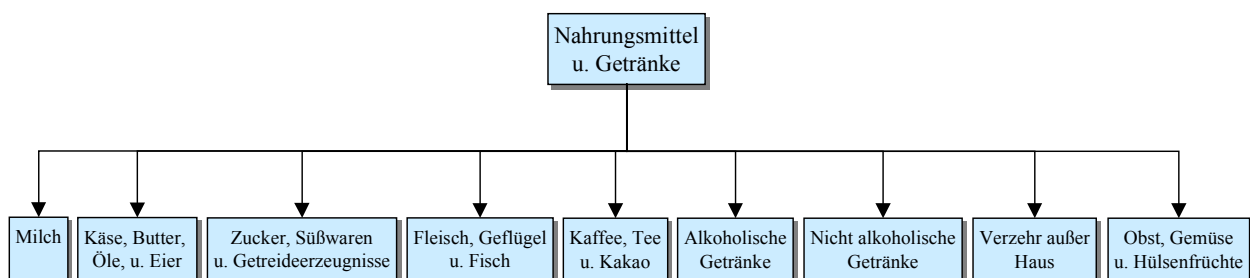 Nahrungsmittel
u. Getränke
Milch
Käse, Butter,
Öle, u. Eier
Zucker, Süßwaren
u. Getreideerzeugnisse
Fleisch, Geflügel
u. Fisch
Kaffee, Tee
u. Kakao
Alkoholische
Getränke
Nicht alkoholische
Getränke
Verzehr außer
Haus
Obst, Gemüse
u. Hülsenfrüchte